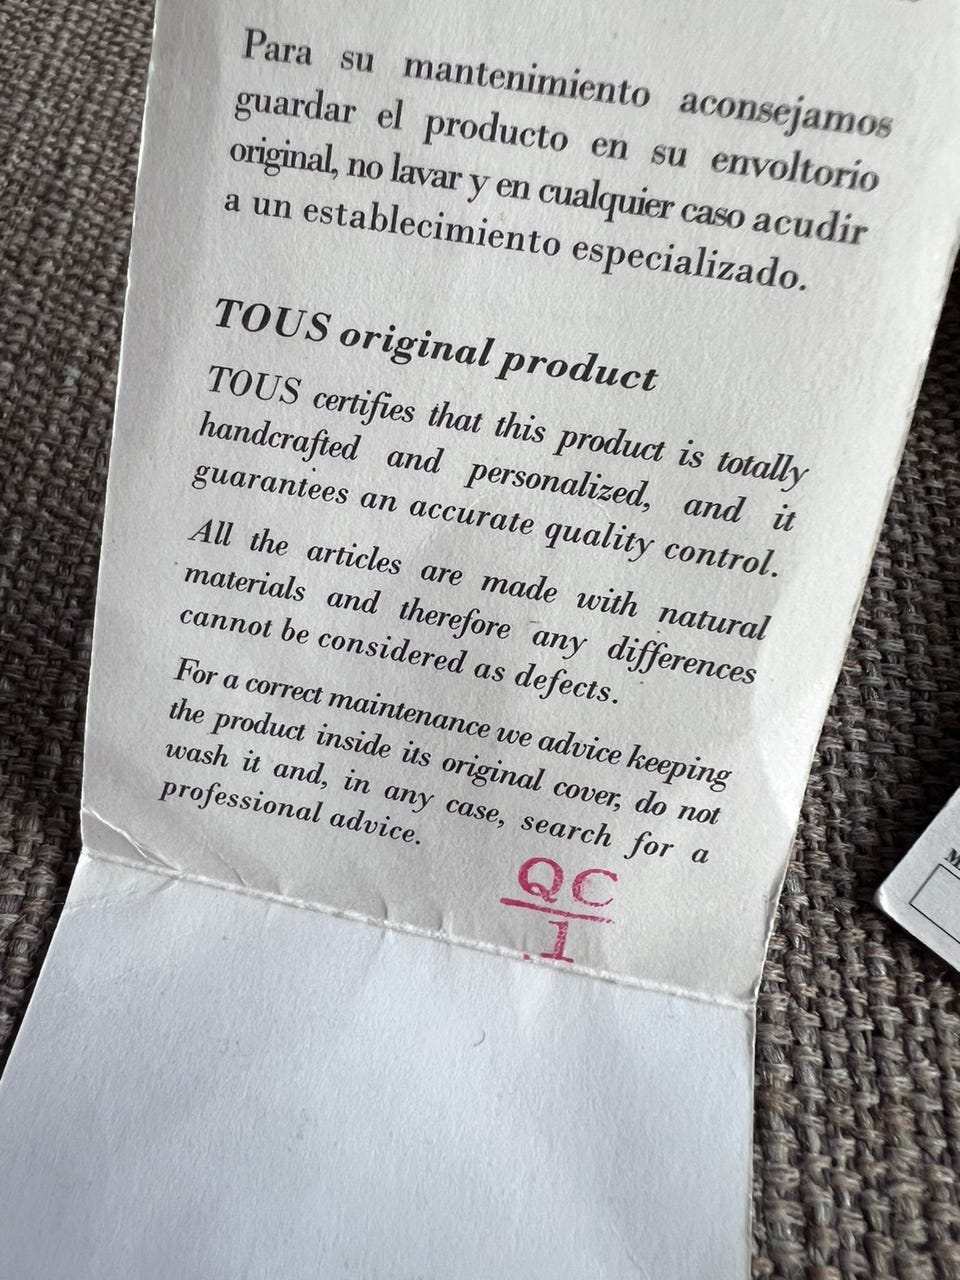 Para su mantenimiento aconsejamos
guardar el producto en su envoltorio
original, no lavar y en cualquier caso acudir
a un establecimiento especializado.
TOUS original product
TOUS certifies that this product is totally
handcrafted and personalized, and it
guarantees an accurate quality control.
All the articles are made with natural
materials and therefore any differences
cannot be considered as defects.
For a correct maintenance we advice keeping
the product inside its original cover, do not
wash it and, in any case, search for a
professional advice.
QC
1